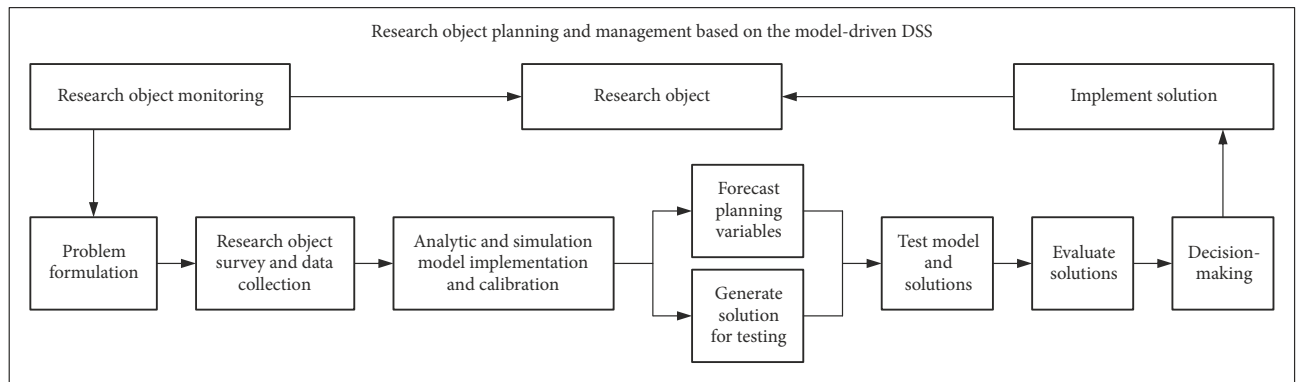 Research object planning and management based on the model-driven DSS
Research object monitoring
Research object
Implement solution
Problem
formulation
Research object
survey and data
collection
Analytic and simulation
model implementation
and calibration
Forecast
planning
variables
Generate
solution
for testing
Test model
and
solutions
Evaluate
solutions
Decision-
making